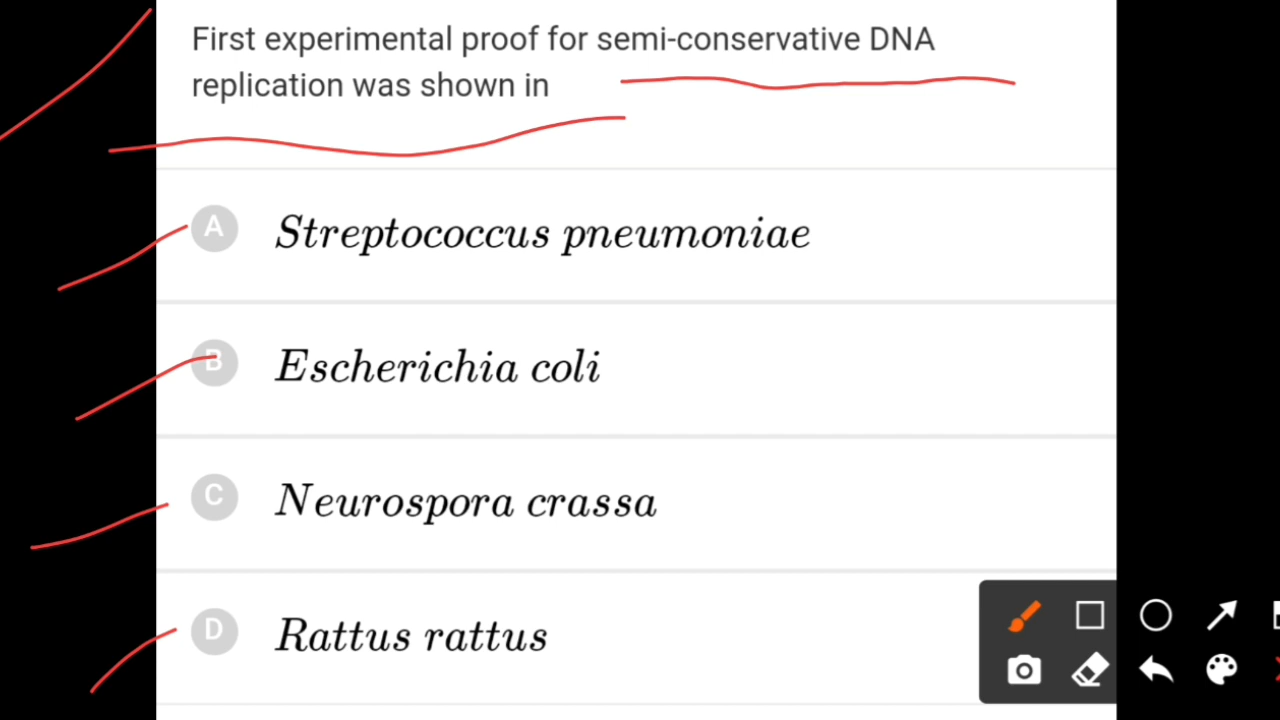 First experimental proof for semi-conservative DNA
replication was shown in
A Streptococcus pneumoniae
B Escherichia coli
C Neurospora crassa
D Rattus rattus